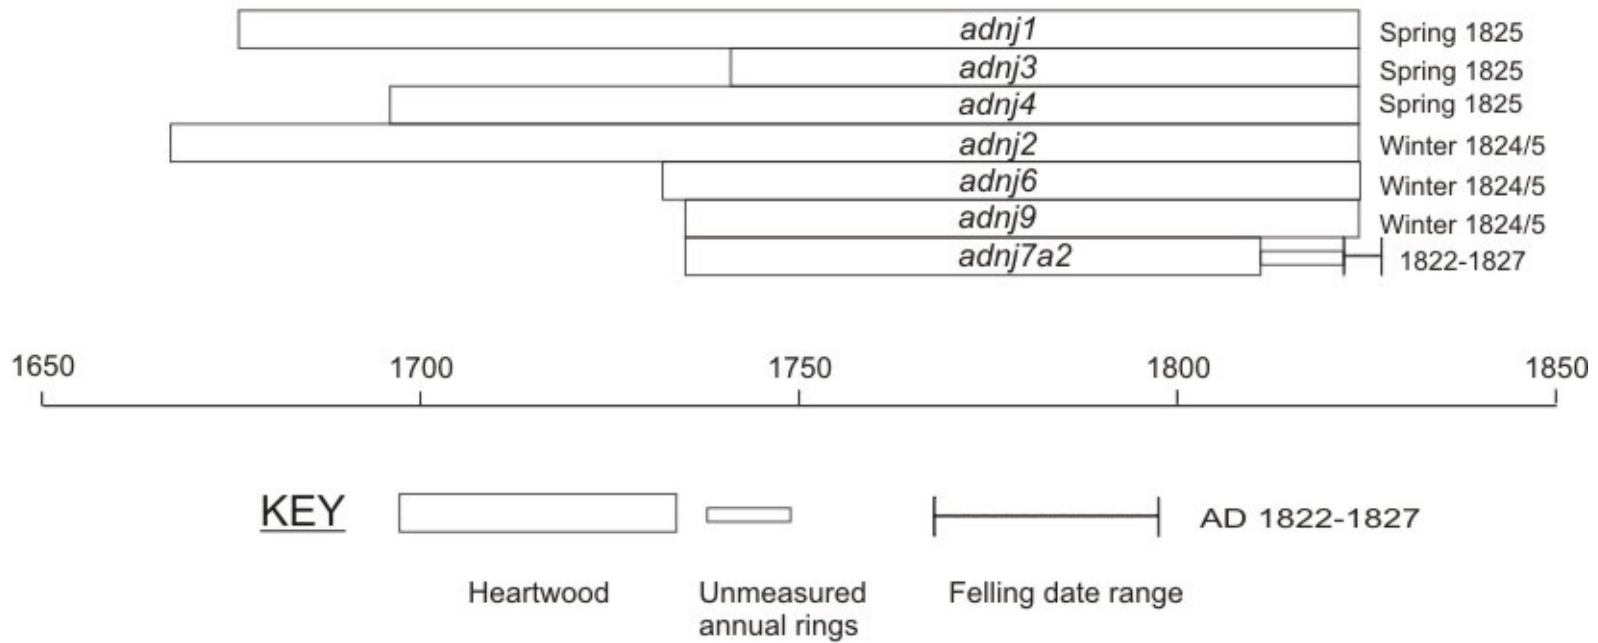 adnj1 Spring 1825
adnj3 Spring 1825
adnj4 Spring 1825
adnj2 Winter 1824/5
adnj6 Winter 1824/5
adnj9 Winter 1824/5
adnj7a2 1822-1827
1650 1700 1750 1800 1850
KEY AD 1822-1827
Heartwood Unmeasured Felling date range
annual rings